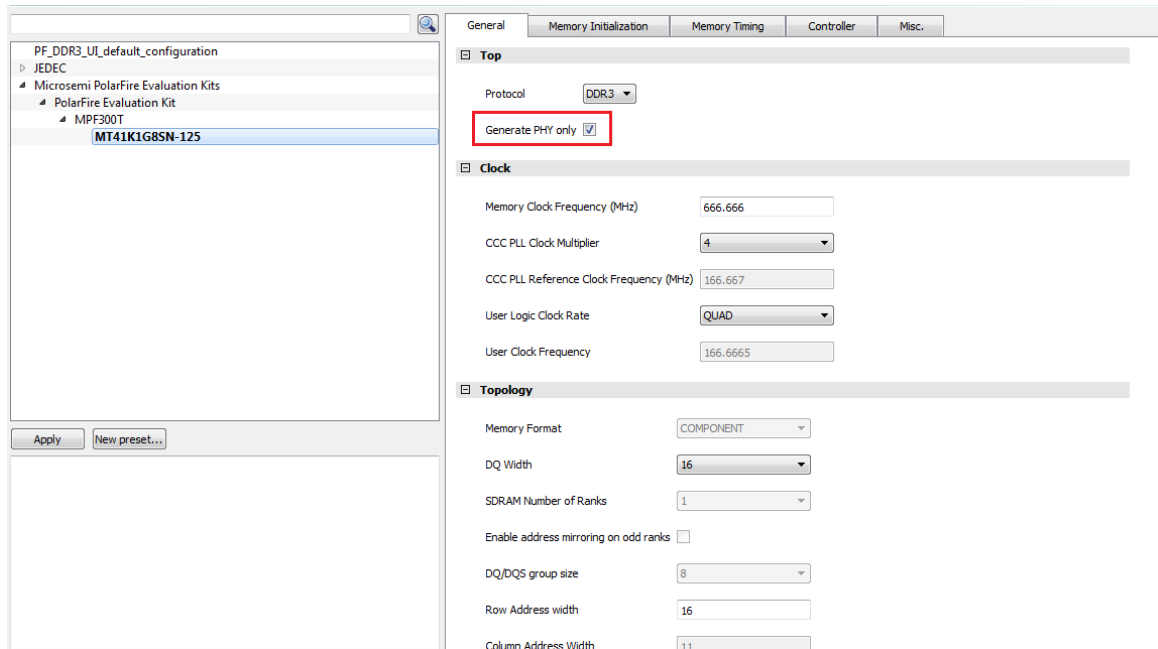 General Memory Initialization Memory Timing Controller Misc.
PF_DDR3_UI_default_configuration
JEDEC
Microsemi PolarFire Evaluation Kits
PolarFire Evaluation Kit
MPF300T
MT41K1G8SN-125
Apply New preset...
Top
Protocol DDR3
Generate PHY only
Clock
Memory Clock Frequency (MHz) 666.666
CCC PLL Clock Multiplier 4
CCC PLL Reference Clock Frequency (MHz) 166.667
User Logic Clock Rate QUAD
User Clock Frequency 166.6665
Topology
Memory Format COMPONENT
DQ Width 16
SDRAM Number of Ranks 1
Enable address mirroring on odd ranks
DQ/DQS group size 8
Row Address width 16
Column Address Width 11